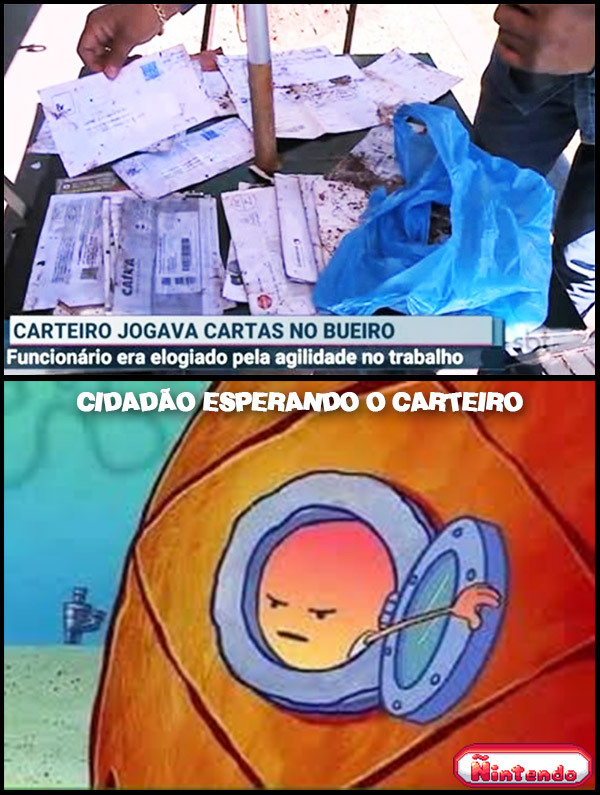 CAIXA
sbt
CARTEIRO JOGAVA CARTAS NO BUEIRO
Funcionário era elogiado pela agilidade no trabalho
CIDADÃO ESPERANDO O CARTEIRO
Ñintendo